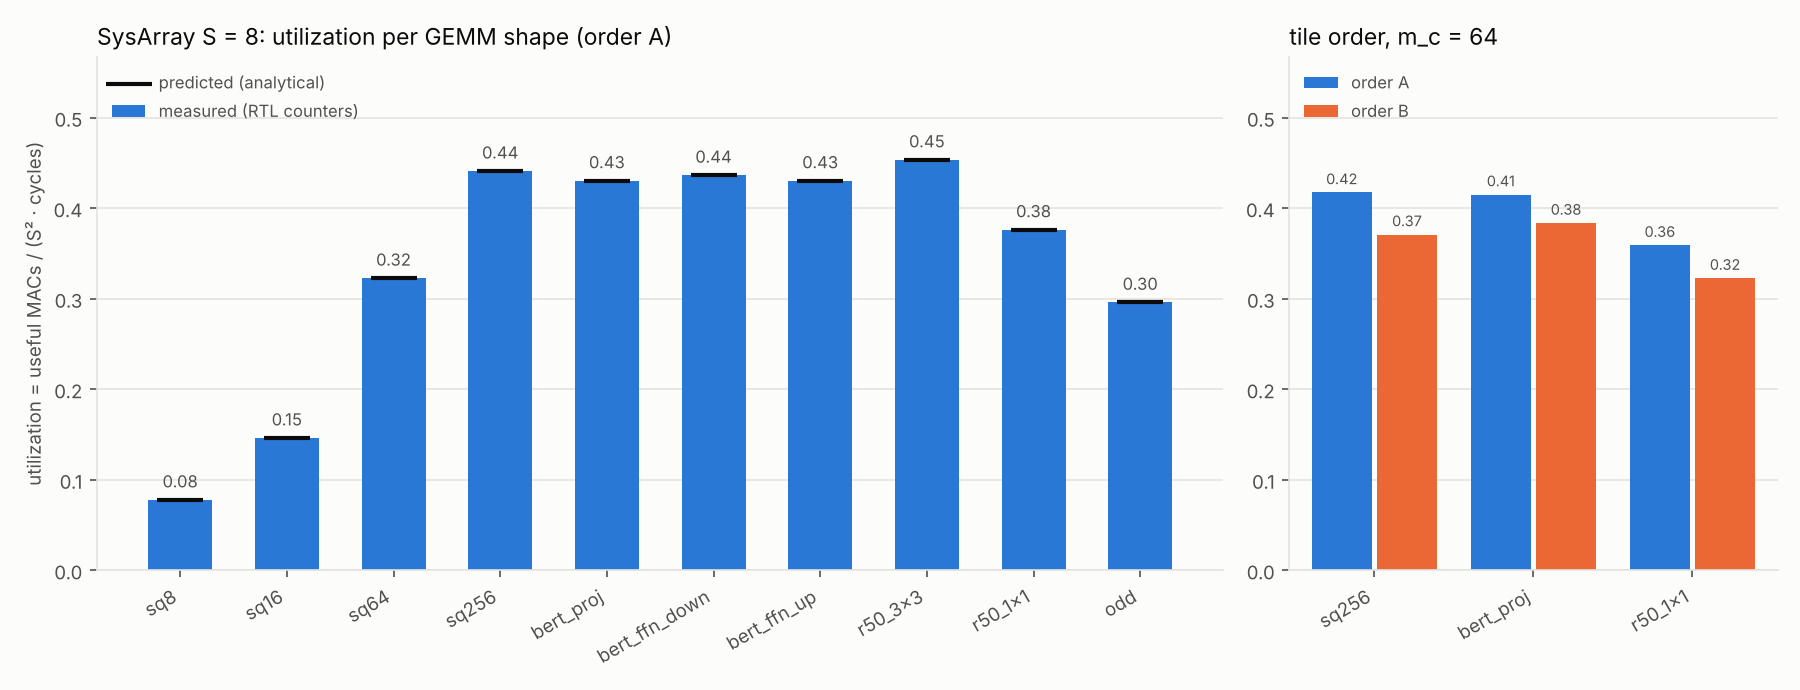 SysArray S = 8: utilization per GEMM shape (order A)
predicted (analytical)
measured (RTL counters)
utilization = useful MACs / (S² · cycles)
0.5
0.4
0.3
0.2
0.1
0.0
0.08
0.15
0.32
0.44
0.43
0.44
0.43
0.45
0.38
0.30
sq8
sq16
sq64
sq256
bert_proj
bert_ffn_down
bert_ffn_up
r50_3×3
r50_1×1
odd
tile order, m_c = 64
order A
order B
0.5
0.4
0.3
0.2
0.1
0.0
0.42
0.37
0.41
0.38
0.36
0.32
sq256
bert_proj
r50_1×1